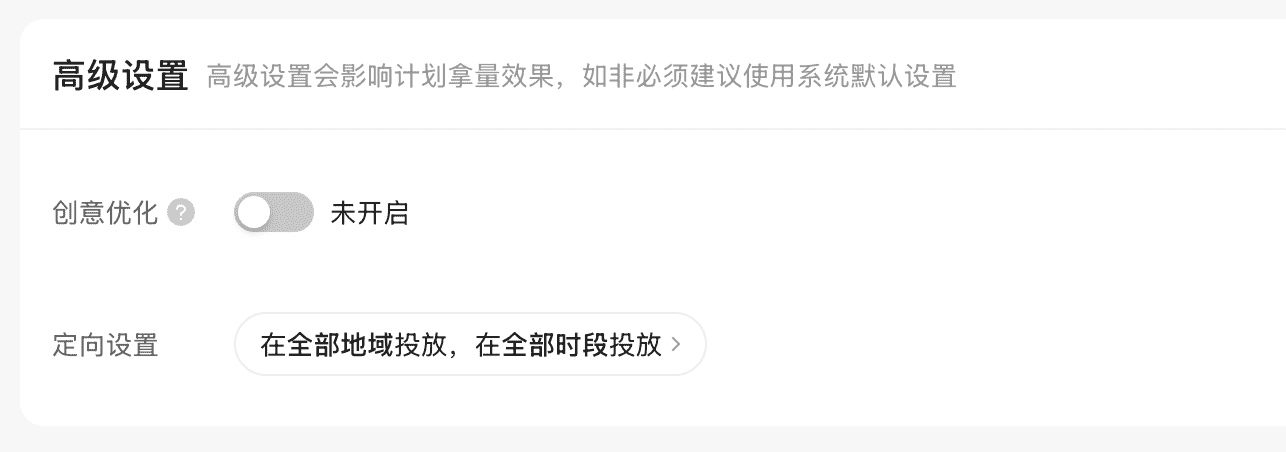 高级设置 高级设置会影响计划拿量效果，如非必须建议使用系统默认设置
创意优化 ? 未开启
定向设置 在全部地域投放，在全部时段投放 >